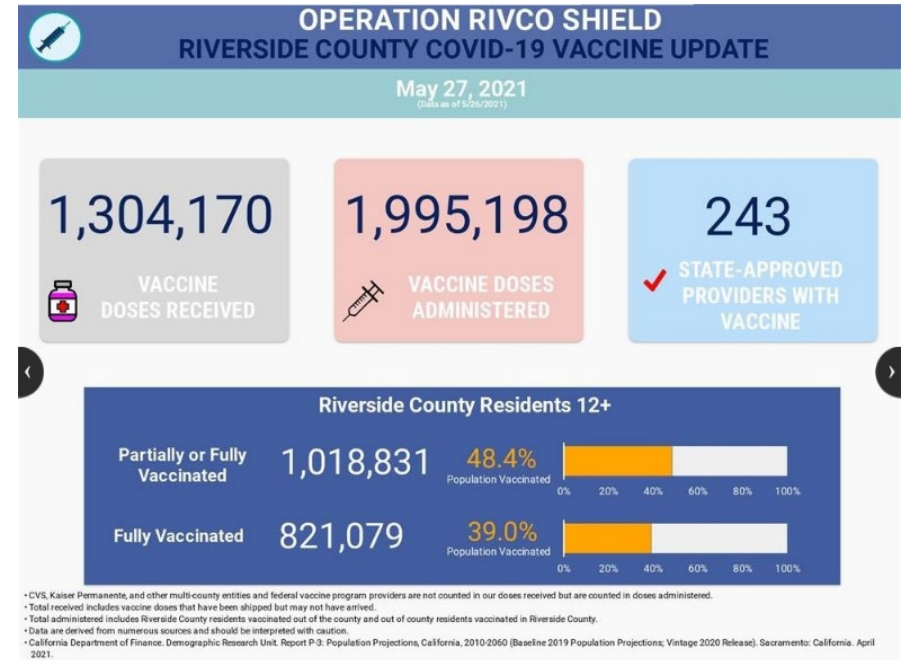 OPERATION RIVCO SHIELD
RIVERSIDE COUNTY COVID-19 VACCINE UPDATE
May 27, 2021
(Data as of 5/26/2021)
1,304,170
VACCINE
DOSES RECEIVED
1,995,198
VACCINE DOSES
ADMINISTERED
243
STATE-APPROVED
PROVIDERS WITH
VACCINE
Riverside County Residents 12+
Partially or Fully
Vaccinated
1,018,831
48.4%
Population Vaccinated
0% 20% 40% 60% 80% 100%
Fully Vaccinated
821,079
39.0%
Population Vaccinated
0% 20% 40% 60% 80% 100%
• CVS, Kaiser Permanente, and other multi-county entities and federal vaccine program providers are not counted in our doses received but are counted in doses administered.
• Total received includes vaccine doses that have been shipped but may not have arrived.
• Total administered includes Riverside County residents vaccinated out of the county and out of county residents vaccinated in Riverside County.
• Data are derived from numerous sources and should be interpreted with caution.
• California Department of Finance. Demographic Research Unit. Report P-3: Population Projections, California, 2010-2060 (Baseline 2019 Population Projections; Vintage 2020 Release). Sacramento: California. April
2021.